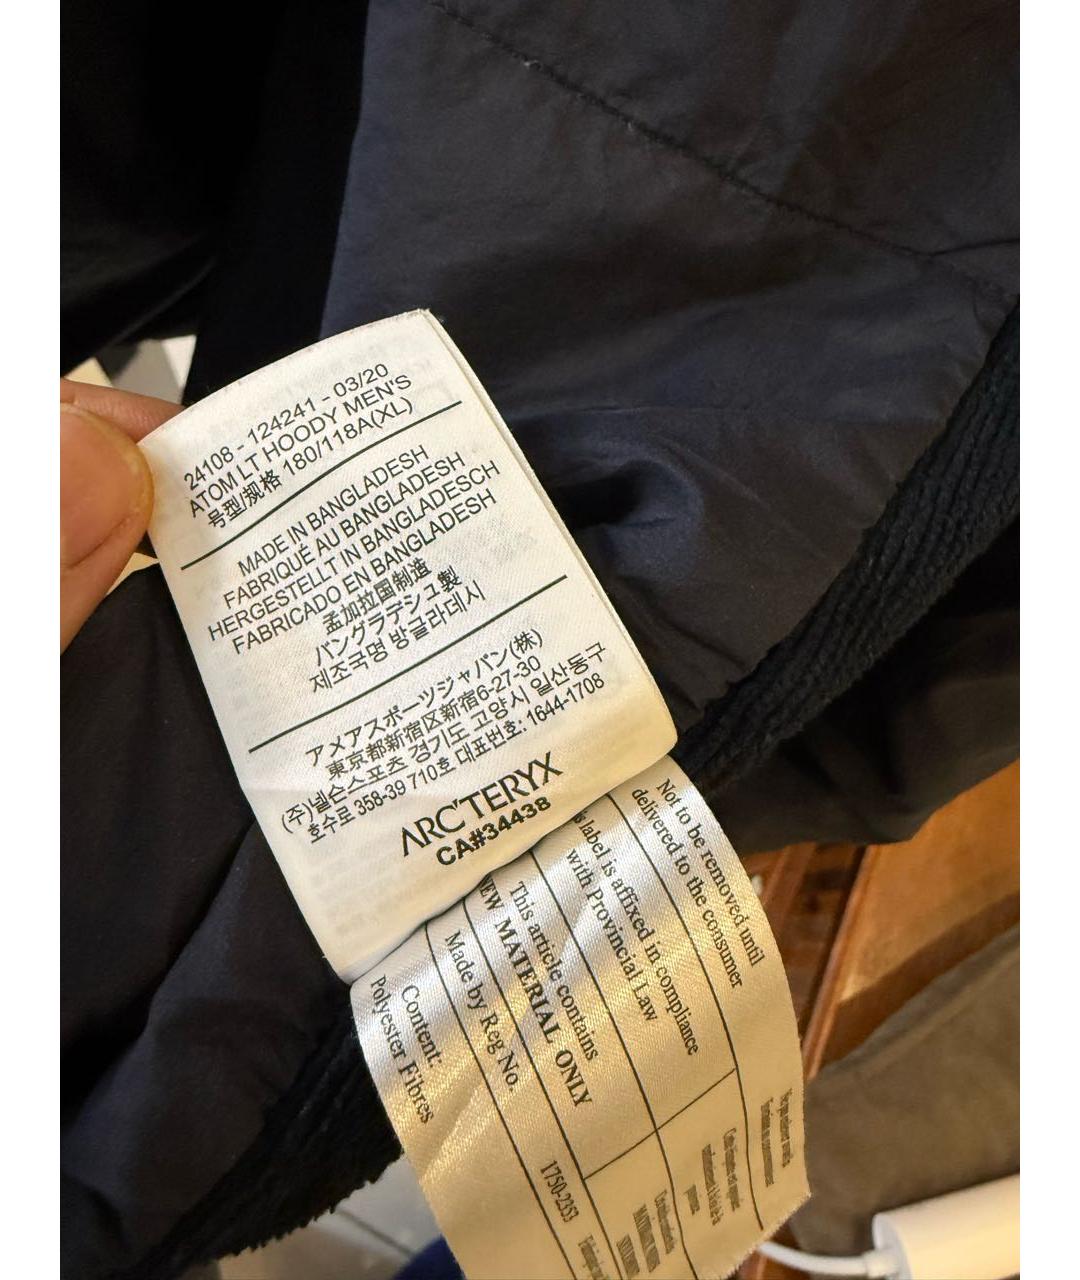 24108 - 124241 - 03/20
ATOM LT HOODY MEN'S
号型/规格 180/118A(XL)
MADE IN BANGLADESH
FABRIQUÉ AU BANGLADESH
HERGESTELLT IN BANGLADESCH
FABRICADO EN BANGLADESH
孟加拉国制造
バングラデシュ製
제조국명 방글라데시
アメアスポーツジャパン(株)
東京都新宿区新宿6-27-30
(주)넬슨스포츠 경기도 고양시 일산동구
호수로 358-39 710호 대표번호: 1644-1708
ARC'TERYX
CA#34438
Not to be removed until
delivered to the consumer
label is affixed in compliance
with Provincial Law
This article contains
NEW MATERIAL ONLY
Made by Reg No.
1750-2353
Content:
Polyester Fibres